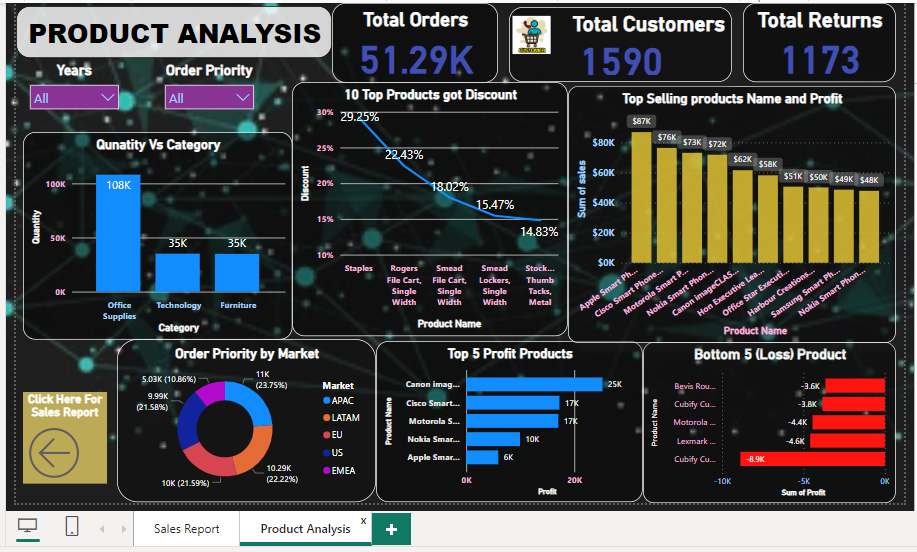 PRODUCT ANALYSIS
Total Orders
51.29K
Total Customers
1590
Total Returns
1173
Years
All
Order Priority
All
Qunatity Vs Category
Quantity
100K
50K
0K
108K
35K
35K
Office
Supplies
Technology
Furniture
Category
10 Top Products got Discount
Discount
30%
25%
20%
15%
10%
29.25%
22.43%
18.02%
15.47%
14.83%
Staples
Rogers
File Cart,
Single
Width
Smead
File Cart,
Single
Width
Smead
Lockers,
Single
Width
Stock...
Thumb
Tacks,
Metal
Product Name
Top Selling products Name and Profit
Sum of sales
$80K
$60K
$40K
$20K
$0K
$87K
$76K
$73K
$72K
$62K
$58K
$51K
$50K
$49K
$48K
Apple Smart Ph...
Cisco Smart Phone...
Motorola Smart P...
Nokia Smart Phon...
Canon imageCLAS...
Hon Executive Lea...
Office Star Executi...
Harbour Creations...
Samsung Smart Ph...
Nokia Smart Phon...
Product Name
Click Here For
Sales Report
Order Priority by Market
11K
(23.75%)
10.29K
(22.22%)
10K (21.59%)
9.99K
(21.58%)
5.03K (10.86%)
Market
APAC
LATAM
EU
US
EMEA
Top 5 Profit Products
Product Name
Canon imag...
Cisco Smart...
Motorola S...
Nokia Smar...
Apple Smar...
25K
17K
17K
10K
6K
0K
20K
Profit
Bottom 5 (Loss) Product
Product Name
Bevis Rou...
Cubify Cu...
Motorola ...
Lexmark ...
Cubify Cu...
-3.6K
-3.8K
-4.4K
-4.6K
-8.9K
-10K
-5K
0K
Sum of Profit
Sales Report
Product Analysis
x
+